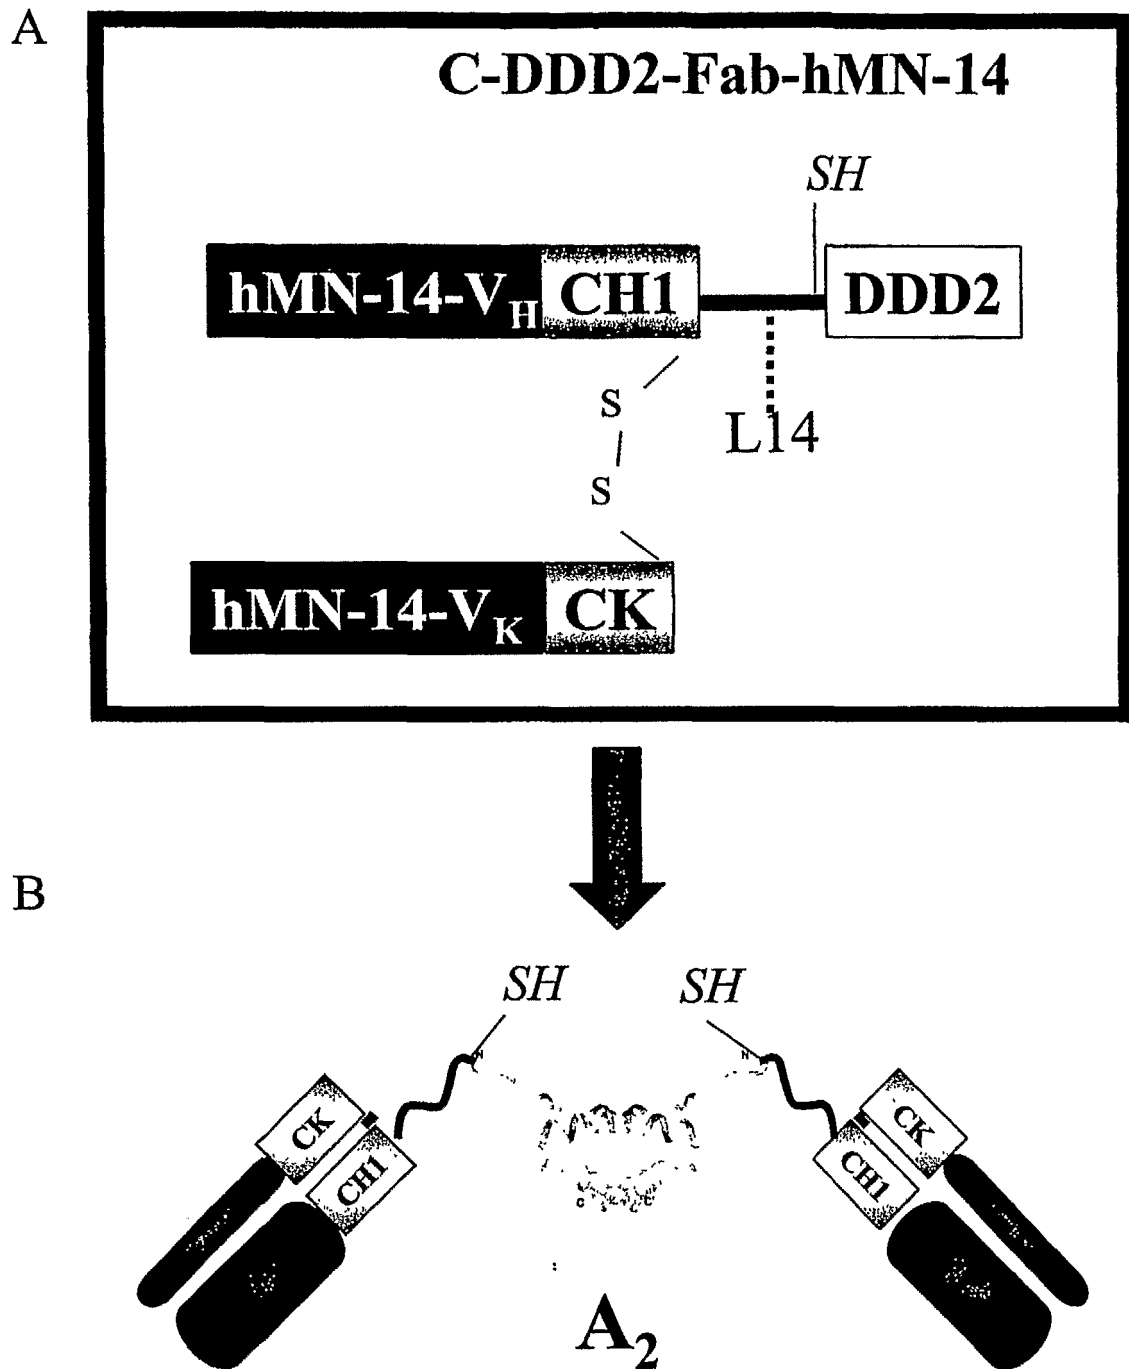 A
C-DDD2-Fab-hMN-14
SH
hMN-14-VH CH1 DDD2
S
L14
S
hMN-14-VK CK
B
SH SH
N N
CK CK
CH1 CH1
A2